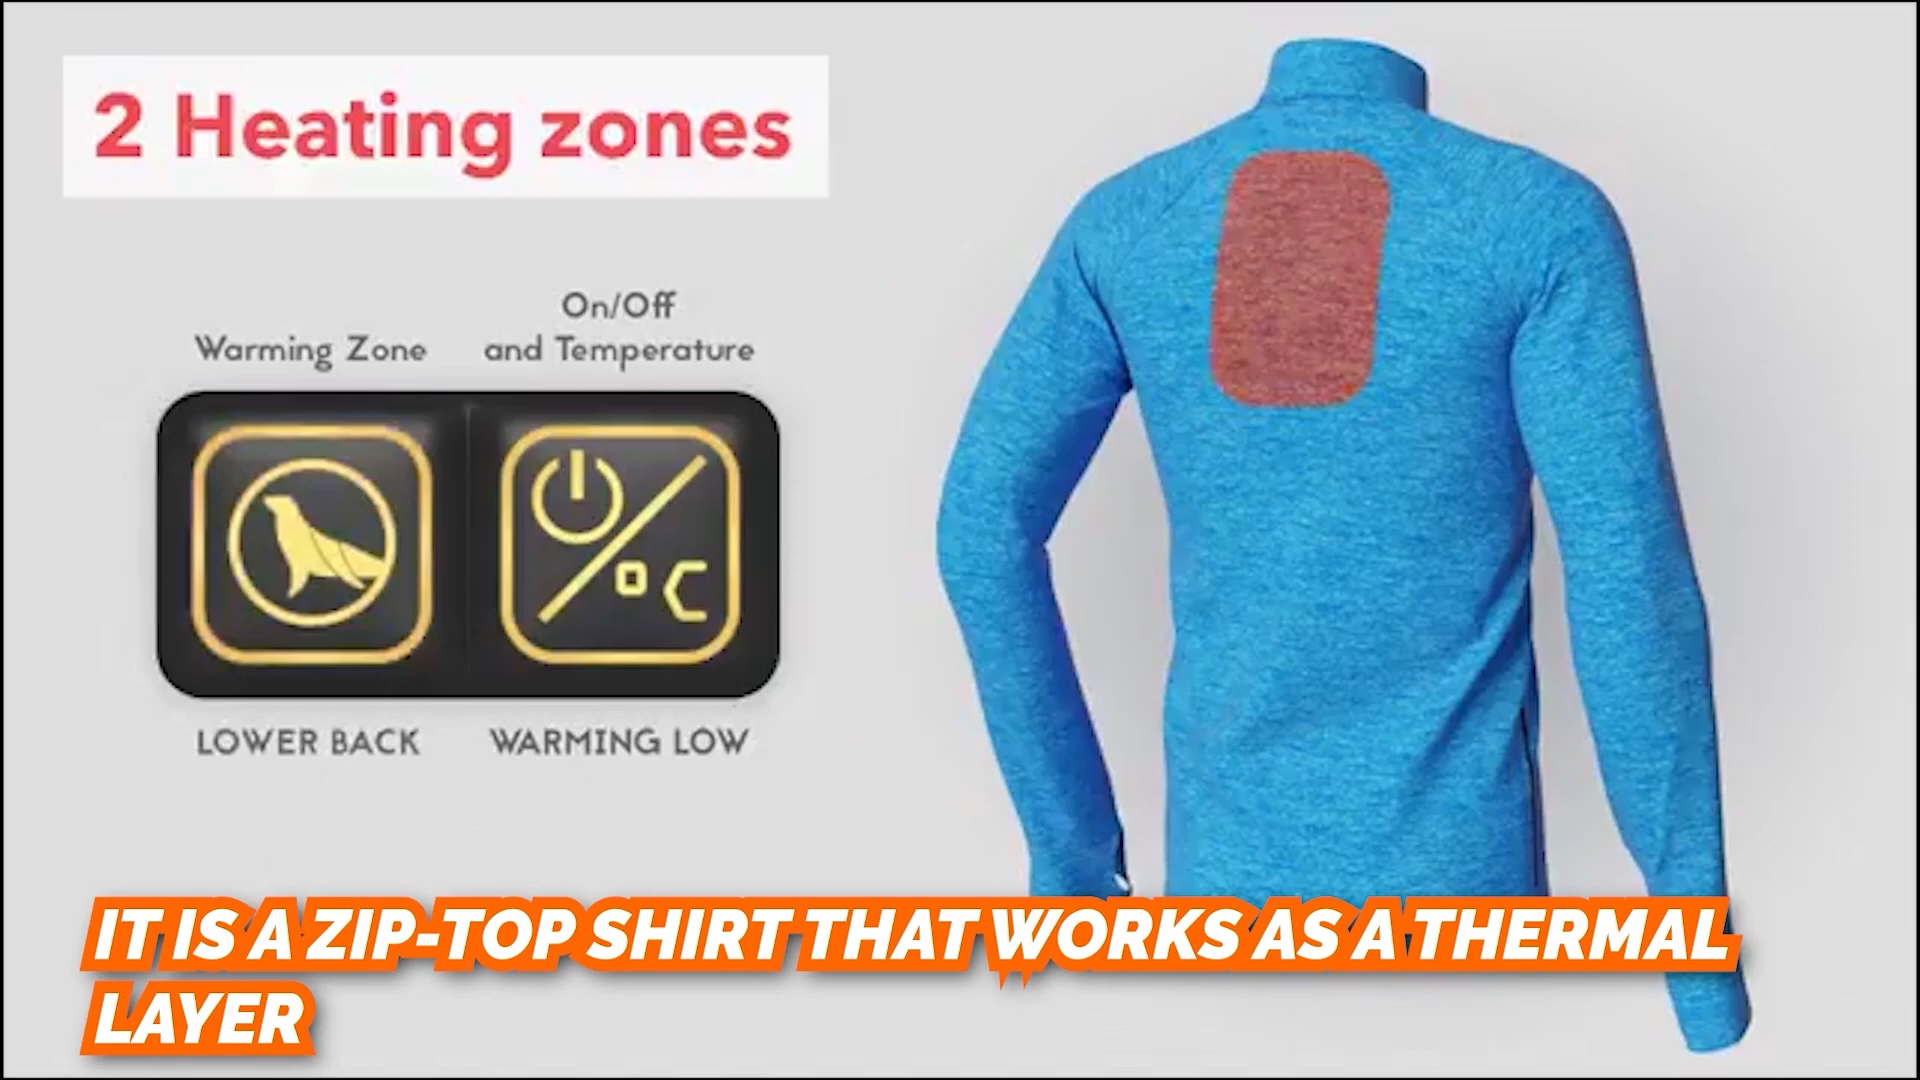 2 Heating zones
On/Off
Warming Zone and Temperature
°C
LOWER BACK WARMING LOW
IT IS A ZIP-TOP SHIRT THAT WORKS AS A THERMAL
LAYER